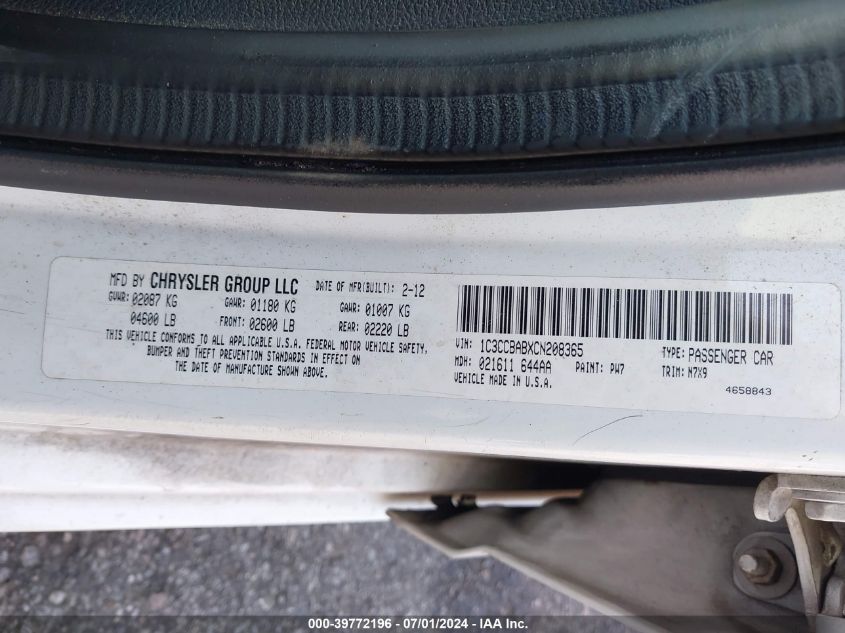 MFD BY CHRYSLER GROUP LLC DATE OF MFR(BUILT): 2-12
GVWR: 02087 KG GAWR: 01180 KG GAWR: 01007 KG
04600 LB FRONT: 02600 LB REAR: 02220 LB
THIS VEHICLE CONFORMS TO ALL APPLICABLE U.S.A. FEDERAL MOTOR VEHICLE SAFETY,
BUMPER AND THEFT PREVENTION STANDARDS IN EFFECT ON
THE DATE OF MANUFACTURE SHOWN ABOVE.
VIN: 1C3CCBABXCN208365 TYPE: PASSENGER CAR
MDH: 021611 644AA PAINT: PW7 TRIM: N7X9
VEHICLE MADE IN U.S.A. 4658843
000-39772196 - 07/01/2024 - IAAI Inc.